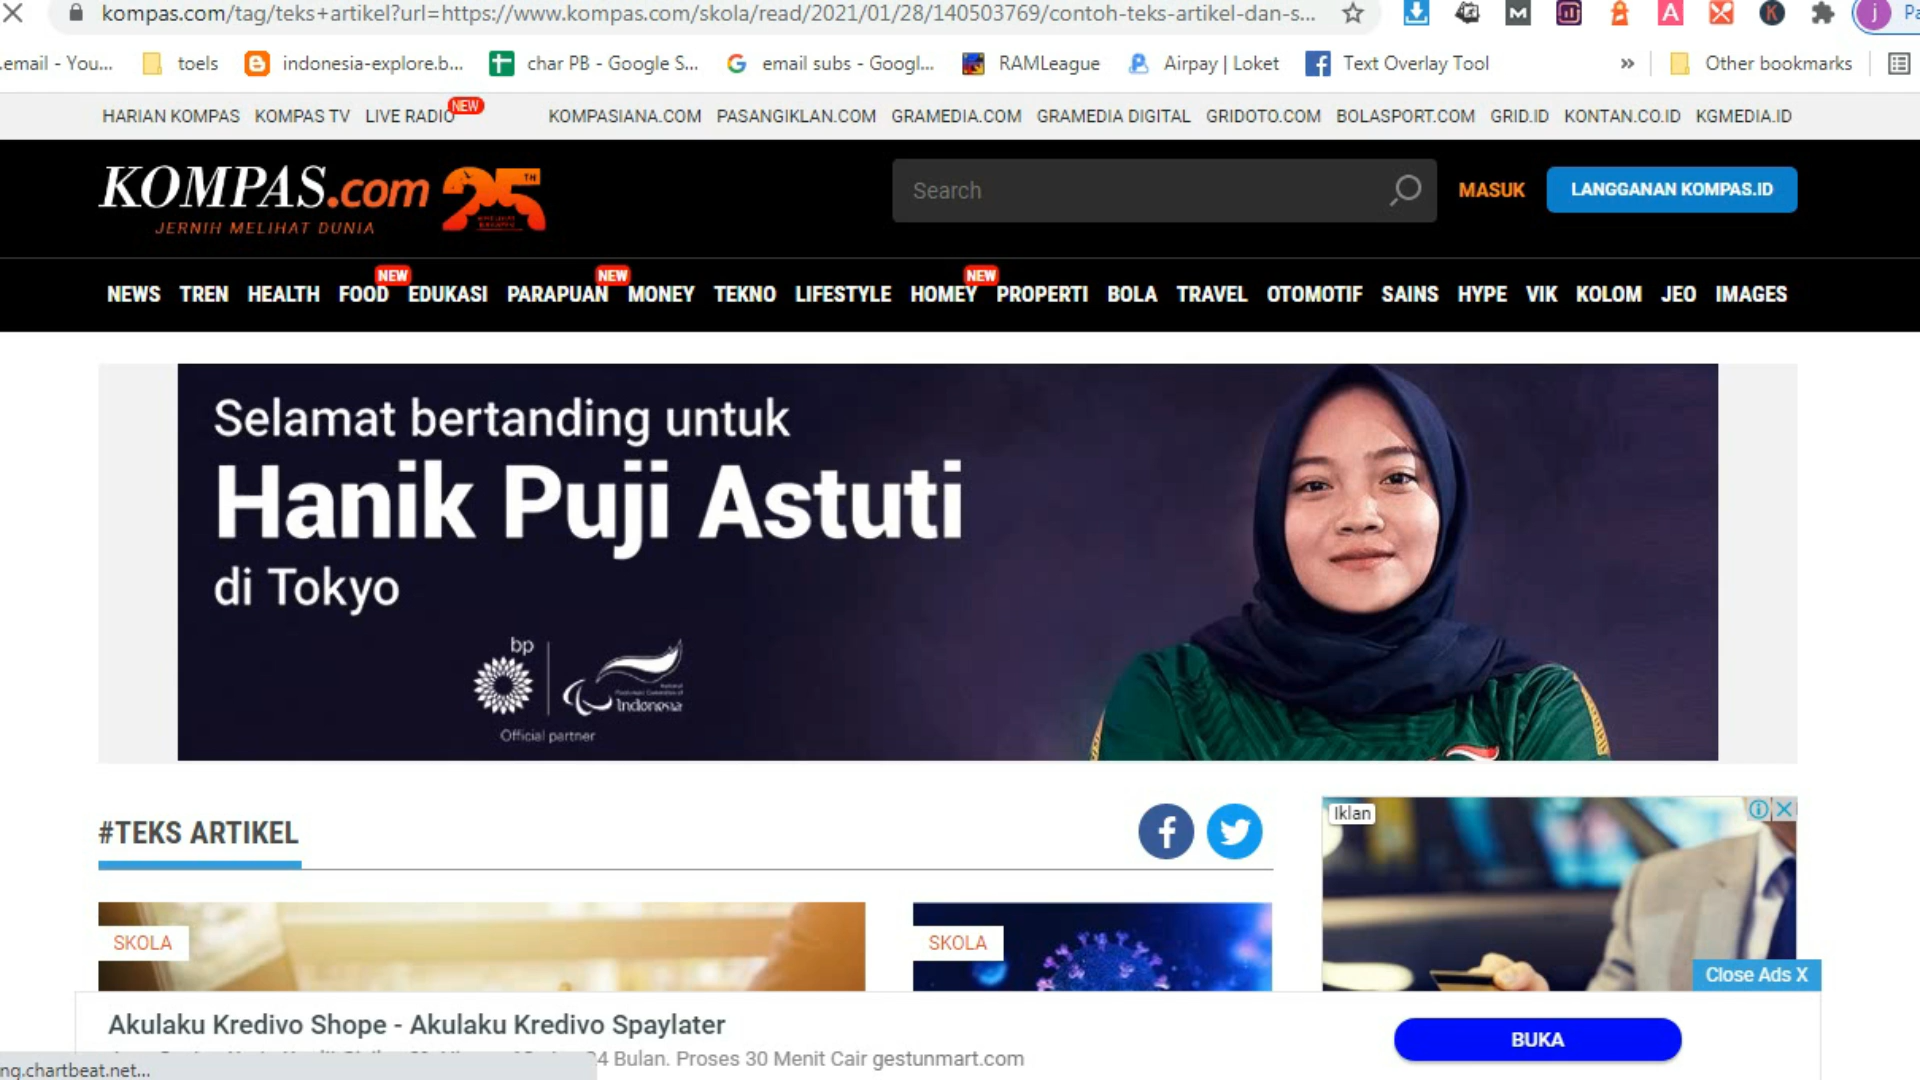 kompas.com/tag/teks+artikel?url=https://www.kompas.com/skola/read/2021/01/28/140503769/contoh-teks-artikel-dan-s...
.email - You... toels indonesia-explore.b... char PB - Google S... email subs - Googl... RAMLeague Airpay | Loket Text Overlay Tool » Other bookmarks
HARIAN KOMPAS KOMPAS TV LIVE RADIO NEW KOMPASIANA.COM PASANGIKLAN.COM GRAMEDIA.COM GRAMEDIA DIGITAL GRIDOTO.COM BOLASPORT.COM GRID.ID KONTAN.CO.ID KGMEDIA.ID
KOMPAS.com 25 TH
JERNIH MELIHAT DUNIA
Search
MASUK
LANGGANAN KOMPAS.ID
NEWS TREN HEALTH FOOD NEW EDUKASI PARAPUAN NEW MONEY TEKNO LIFESTYLE HOMEY NEW PROPERTI BOLA TRAVEL OTOMOTIF SAINS HYPE VIK KOLOM JEO IMAGES
Selamat bertanding untuk
Hanik Puji Astuti
di Tokyo
bp
Indonesia
Official partner
#TEKS ARTIKEL
Iklan
SKOLA
SKOLA
Close Ads X
Akulaku Kredivo Shope - Akulaku Kredivo Spaylater
4 Bulan. Proses 30 Menit Cair gestunmart.com
BUKA
ng.chartbeat.net...